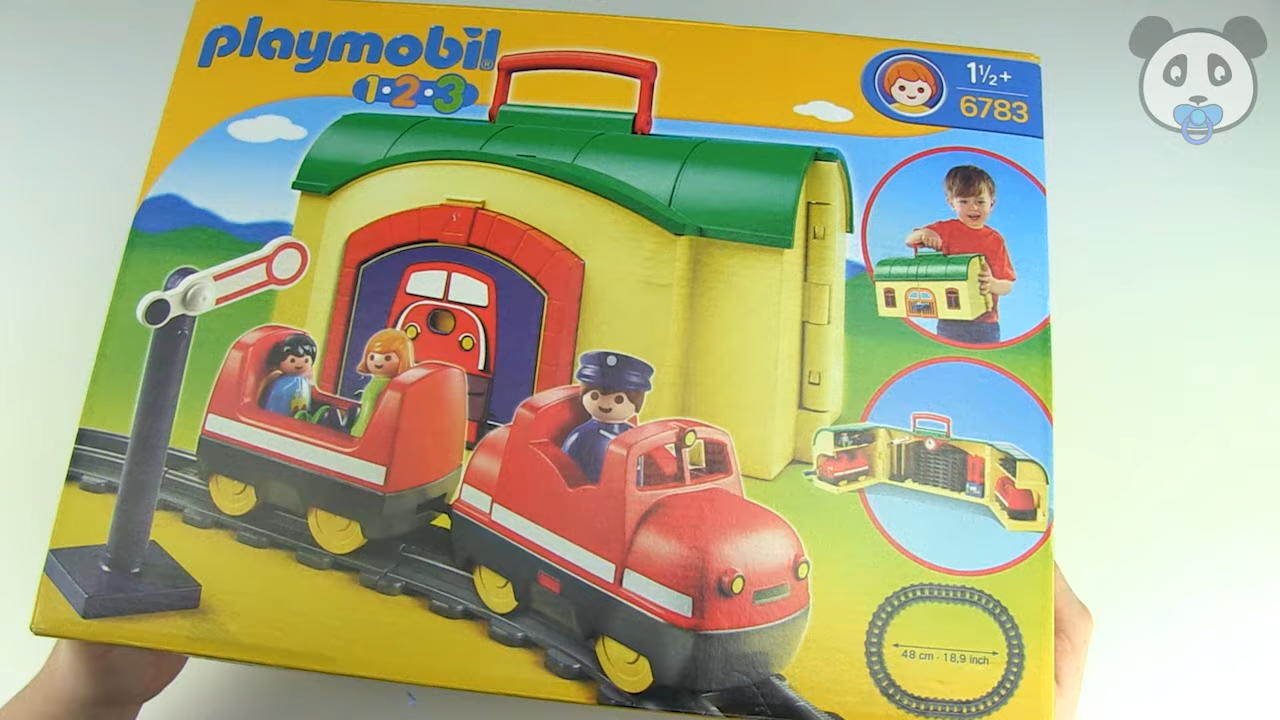 playmobil®
1·2·3
1½+
6783
48 cm - 18,9 inch